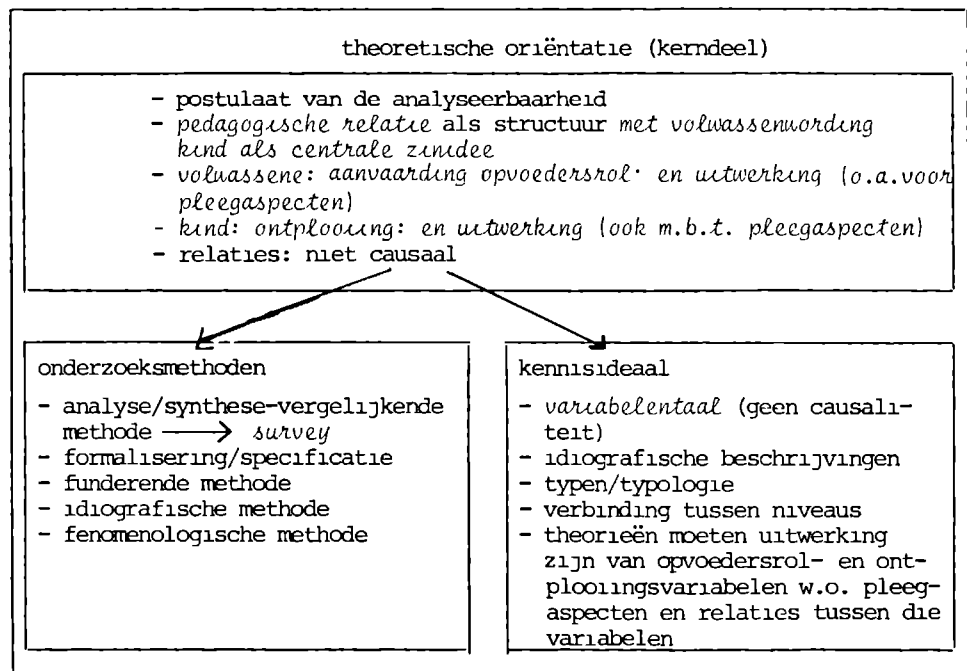 theoretische oriëntatie (kerndeel)
- postulaat van de analyseerbaarheid
- pedagogische relatie als structuur met volwassenwording
kind als centrale zinidee
- volwassene: aanvaarding opvoedersrol· en uitwerking (o.a.voor
pleegaspecten)
- kind: ontplooiing: en uitwerking (ook m.b.t. pleegaspecten)
- relaties: niet causaal
onderzoeksmethoden
- analyse/synthese-vergelijkende
methode → survey
- formalisering/specificatie
- funderende methode
- idiografische methode
- fenomenologische methode
kennisideaal
- variabelentaal (geen causali-
teit)
- idiografische beschrijvingen
- typen/typologie
- verbinding tussen niveaus
- theorieën moeten uitwerking
zijn van opvoedersrol- en ont-
plooiingsvariabelen w.o. pleeg-
aspecten en relaties tussen die
variabelen